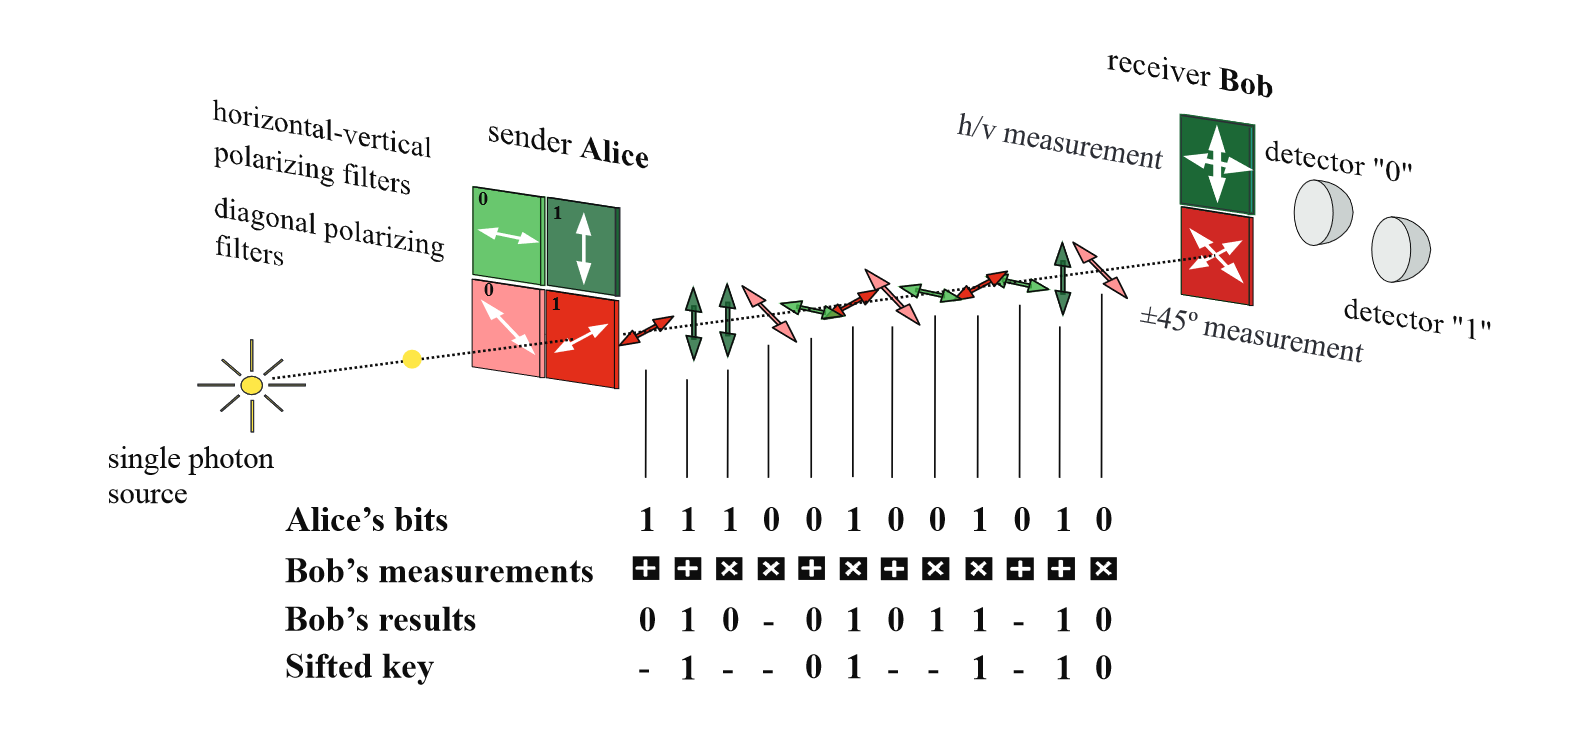 receiver Bob
h/v measurement
detector "0"
horizontal-vertical
polarizing filters
sender Alice
diagonal polarizing
filters
0
1
0
1
detector "1"
±45º measurement
single photon
source
Alice’s bits 1 1 1 0 0 1 0 0 1 0 1 0
Bob’s measurements + + × × + × + × × + + ×
Bob’s results 0 1 0 - 0 1 0 1 1 - 1 0
Sifted key - 1 - - 0 1 - - 1 - 1 0